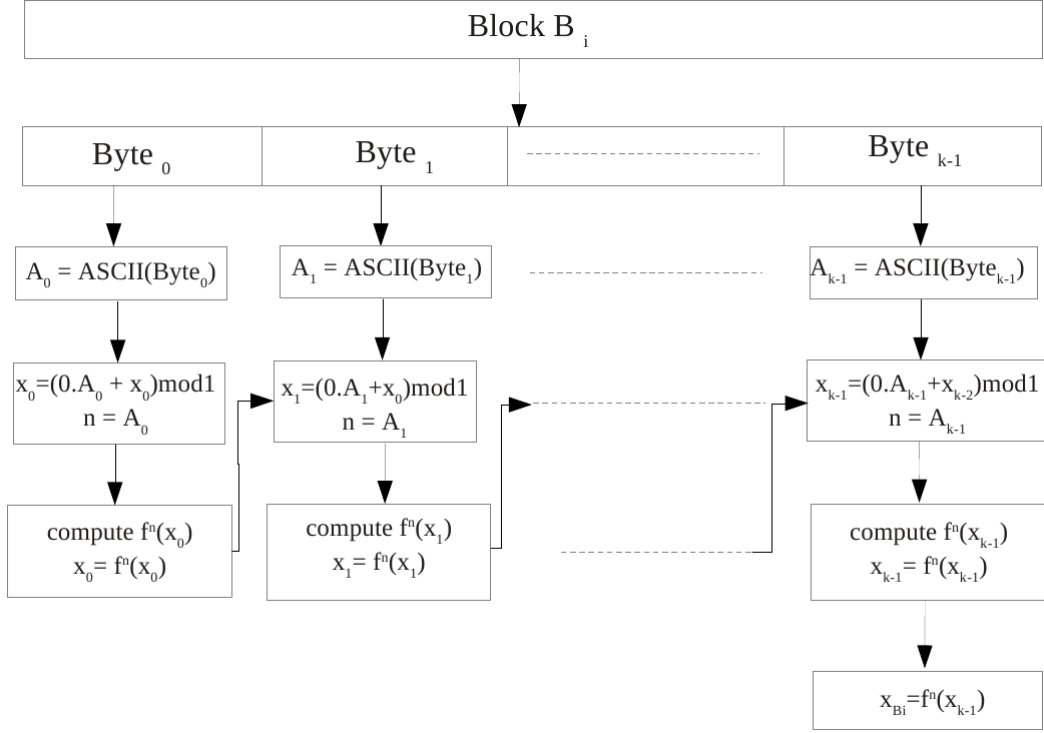 Block B i
Byte 0
Byte 1
Byte k-1
A0 = ASCII(Byte0)
A1 = ASCII(Byte1)
Ak-1 = ASCII(Bytek-1)
x0=(0.A0 + x0)mod1
n = A0
x1=(0.A1+x0)mod1
n = A1
xk-1=(0.Ak-1+xk-2)mod1
n = Ak-1
compute fn(x0)
x0= fn(x0)
compute fn(x1)
x1= fn(x1)
compute fn(xk-1)
xk-1= fn(xk-1)
xBi=fn(xk-1)